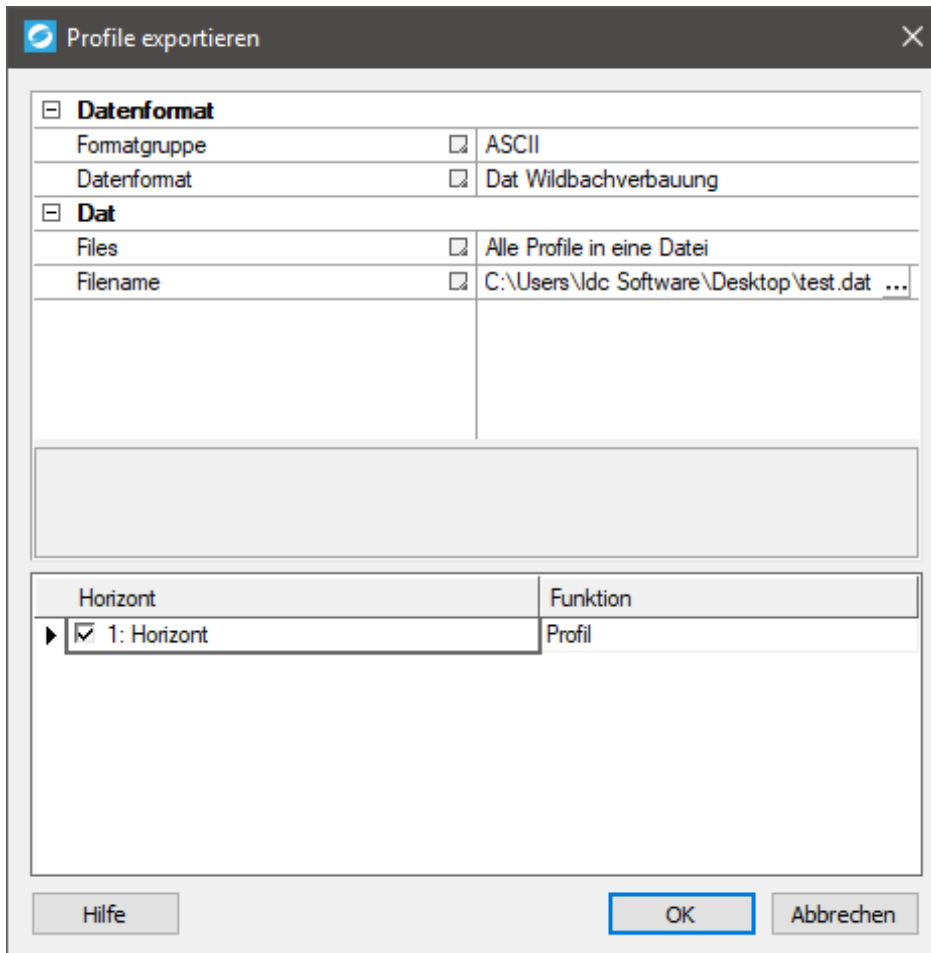 Profile exportieren
Datenformat
Formatgruppe ASCII
Datenformat Dat Wildbachverbauung
Dat
Files Alle Profile in eine Datei
Filename C:\Users\Idc Software\Desktop\test.dat ...
Horizont Funktion
1: Horizont Profil
Hilfe OK Abbrechen